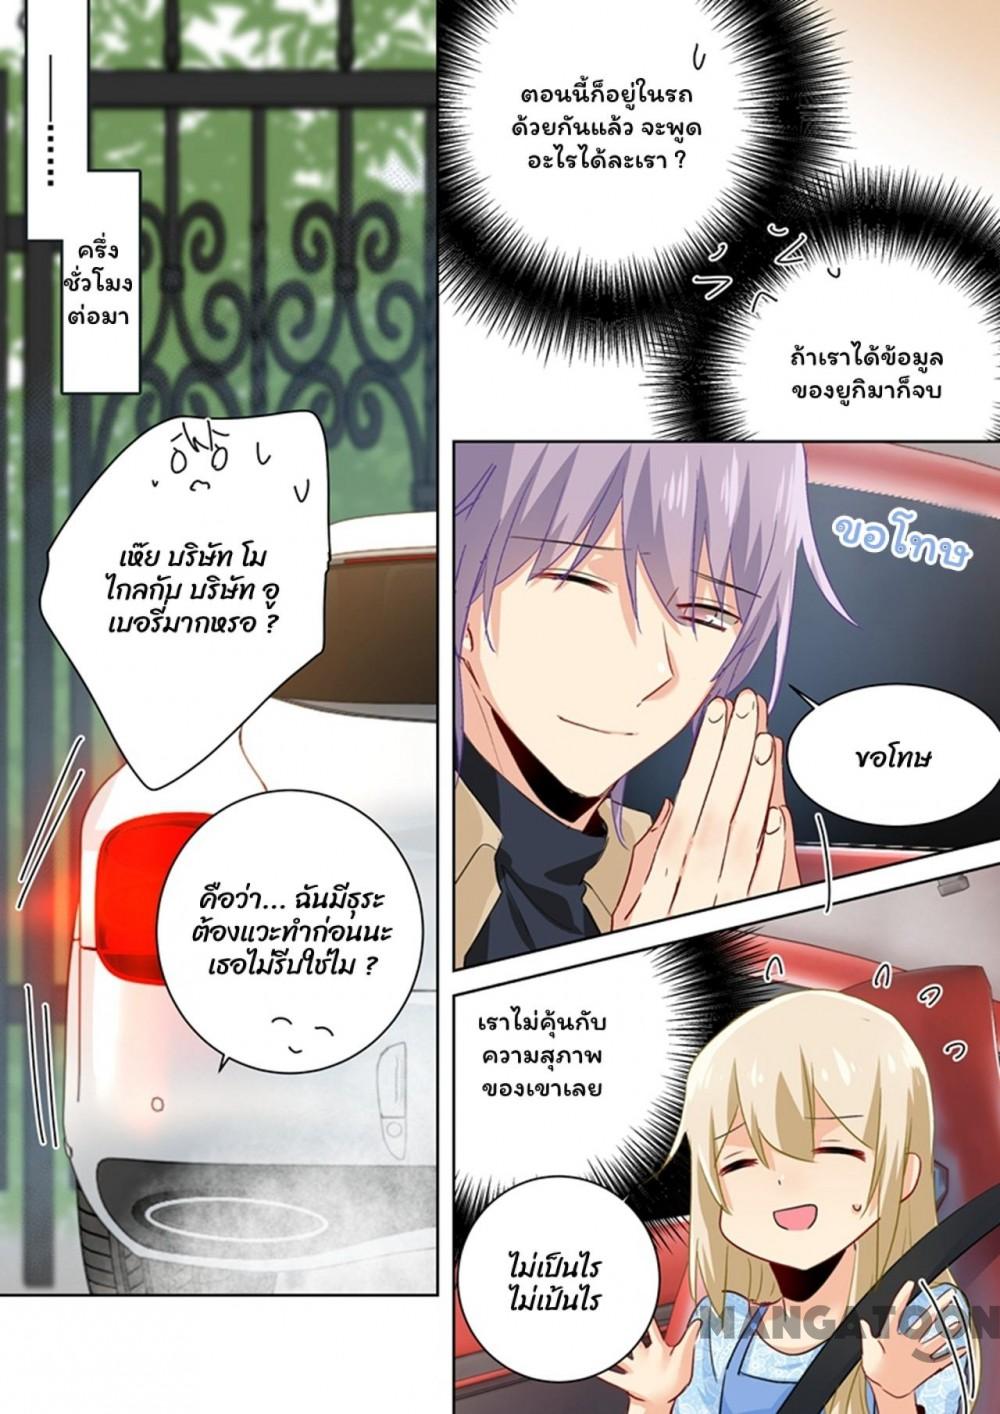 ตอนนี้ก็อยู่ในรถ
ด้วยกันแล้ว จะพูด
อะไรได้ละเรา ?
ถ้าเราได้ข้อมูล
ของยูกิมาก็จบ
ขอโทษ
ขอโทษ
เราไม่คุ้นกับ
ความสุภาพ
ของเขาเลย
ไม่เป็นไร
ไม่เป้นไร
ครึ่ง
ชั่วโมง
ต่อมา
เห๊ย บริษัท โม
ไกลกับ บริษัท อู
เบอรี่มากหรอ ?
คือว่า... ฉันมีธุระ
ต้องแวะทำก่อนนะ
เธอไม่รีบใช่ไม ?
MANGATOON